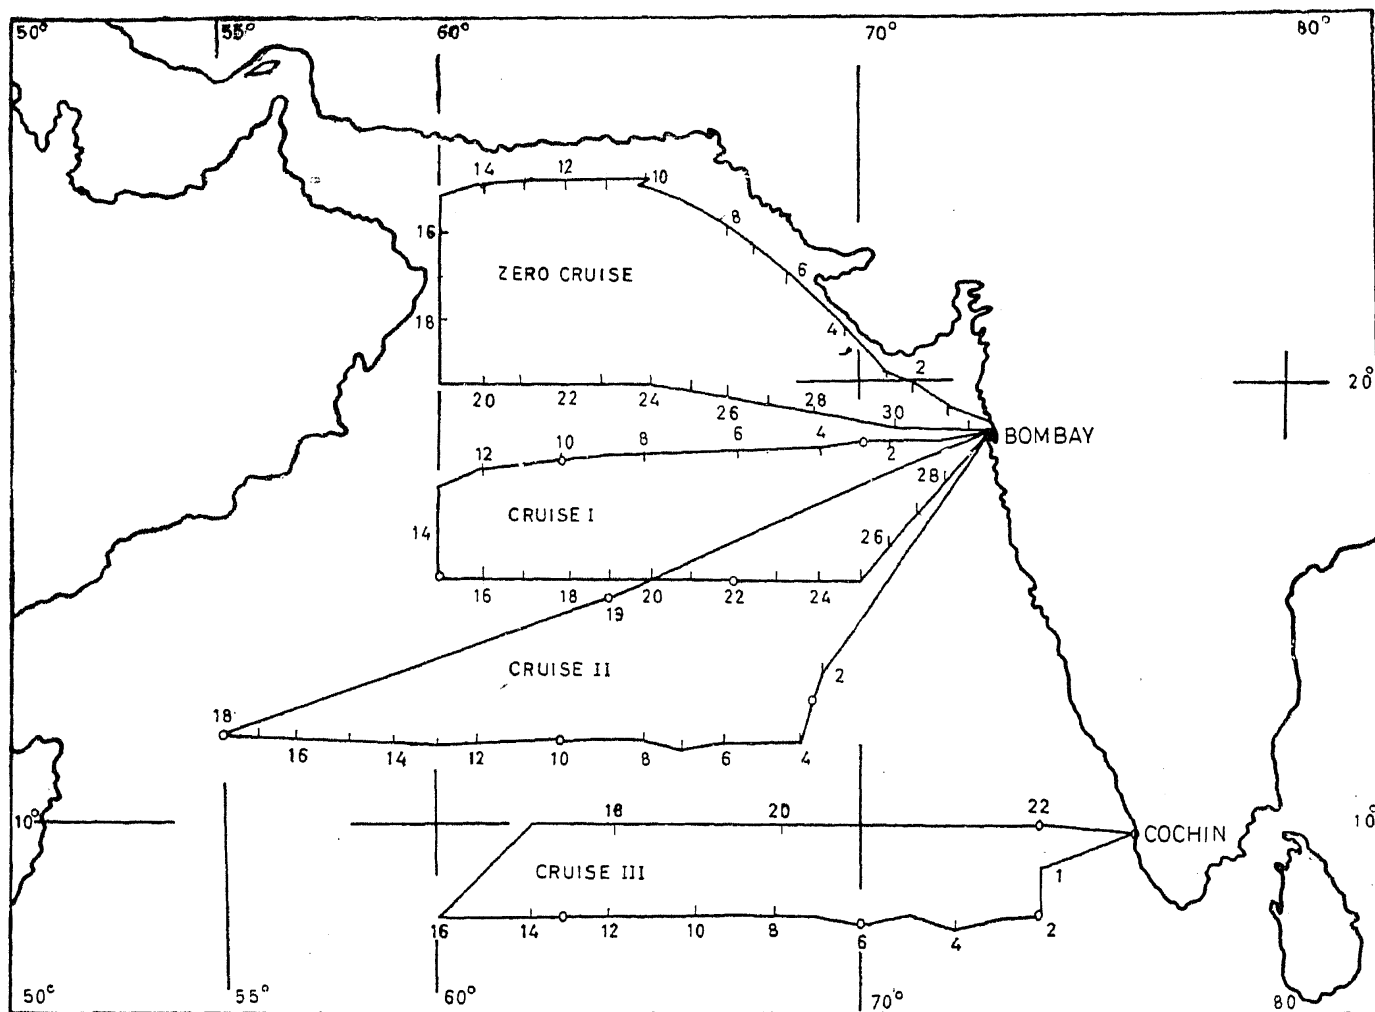 50° 55° 60° 70° 80°
14 12 10
8
16
ZERO CRUISE 6
18
4
2
20 22 24 26 28 30
20°
BOMBAY
12 10 8 6 4 2
28
14 CRUISE I
26
16 18 20 22 24
19
CRUISE II
2
18
16 14 12 10 8 6 4
10° 18 20 22 10
COCHIN
CRUISE III
1
16 14 12 10 8 6 4 2
50° 55° 60° 70° 80